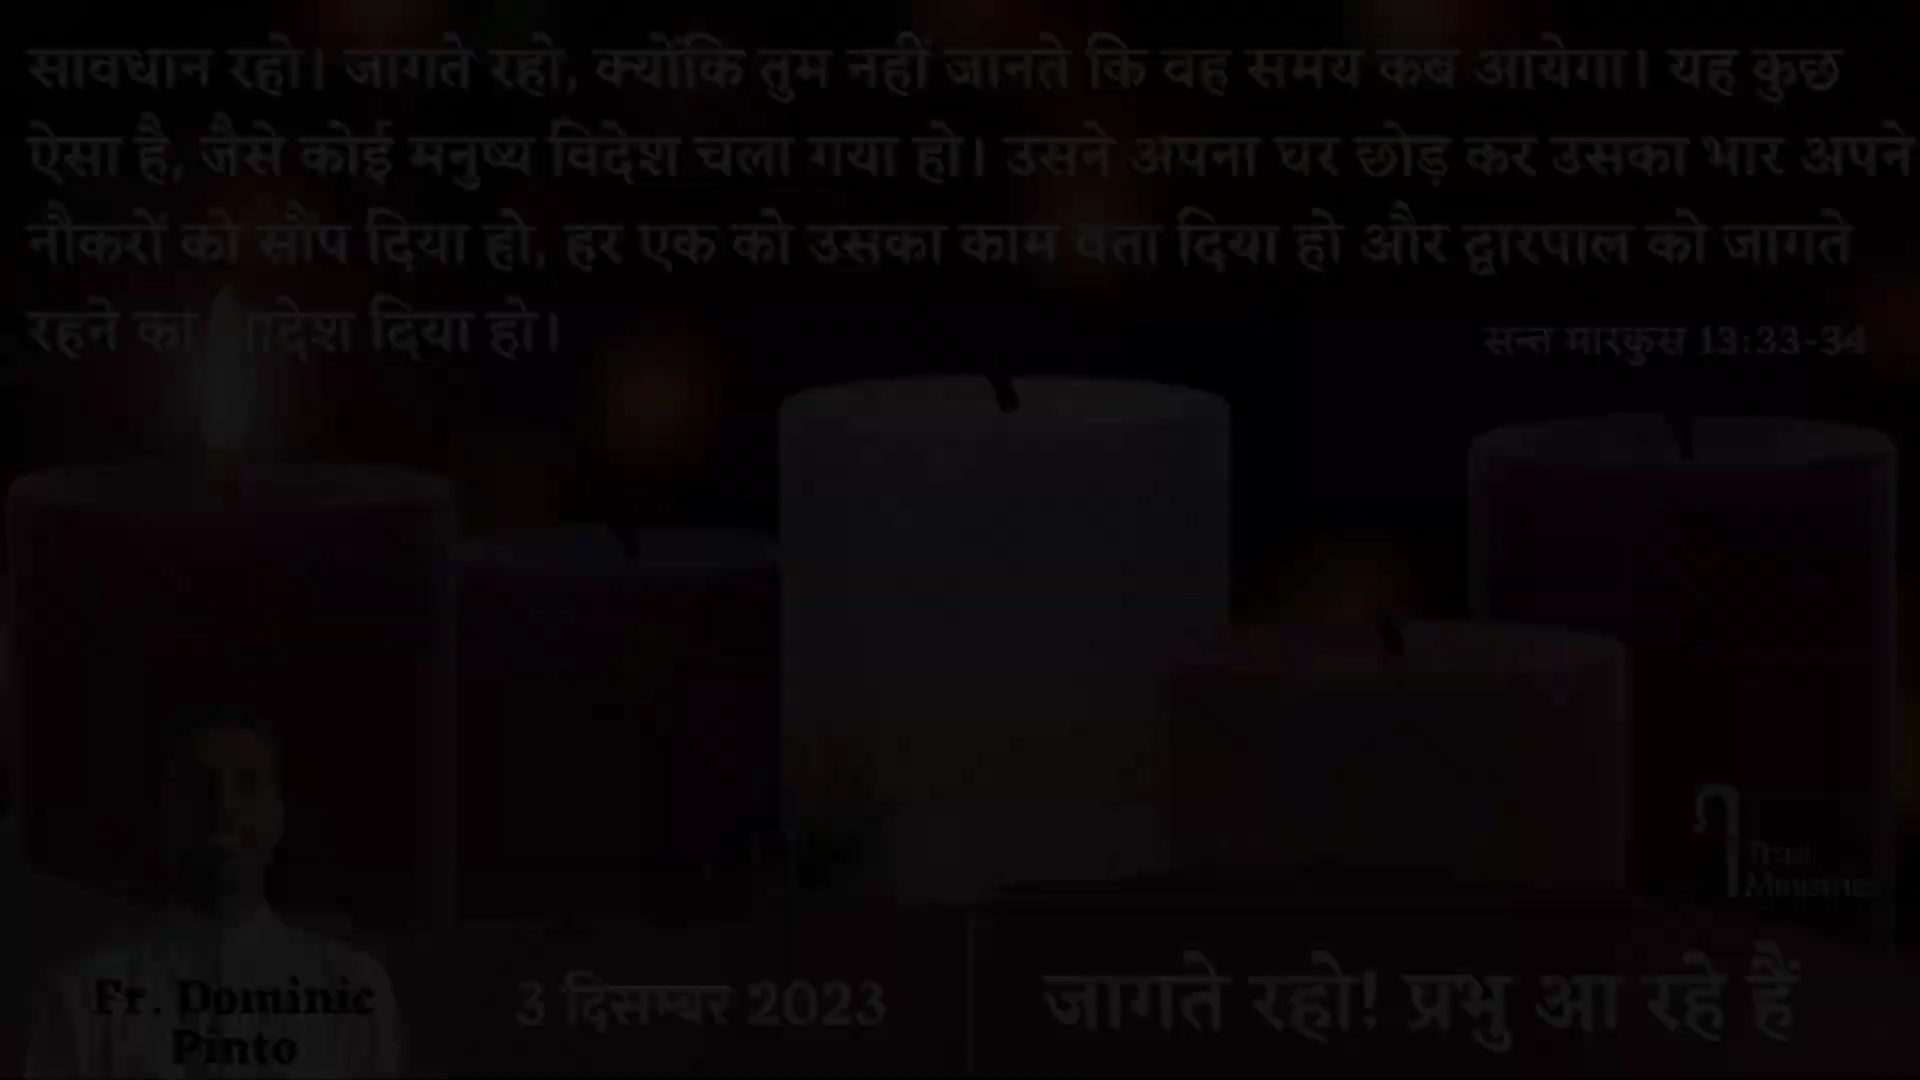 सावधान रहो। जागते रहो, क्योंकि तुम नहीं जानते कि वह समय कब आयेगा। यह कुछ
ऐसा है, जैसे कोई मनुष्य विदेश चला गया हो। उसने अपना घर छोड़ कर उसका भार अपने
नौकरों को सौंप दिया हो, हर एक को उसका काम बता दिया हो और द्वारपाल को जागते
रहने का आदेश दिया हो।
सन्त मारकुस 13:33-34
Trust
Ministries
Fr. Dominic
Pinto
3 दिसम्बर 2023
जागते रहो! प्रभु आ रहे हैं